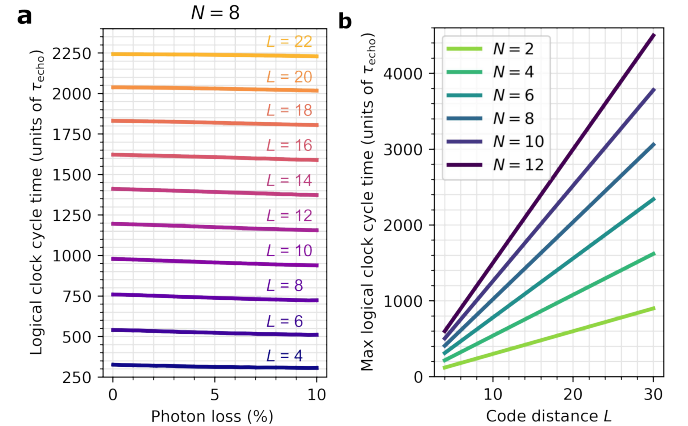 a
N = 8
Logical clock cycle time (units of τecho)
2250
2000
1750
1500
1250
1000
750
500
250
L = 22
L = 20
L = 18
L = 16
L = 14
L = 12
L = 10
L = 8
L = 6
L = 4
0
5
10
Photon loss (%)
b
Max logical clock cycle time (units of τecho)
4000
3000
2000
1000
0
N = 2
N = 4
N = 6
N = 8
N = 10
N = 12
10
20
30
Code distance L